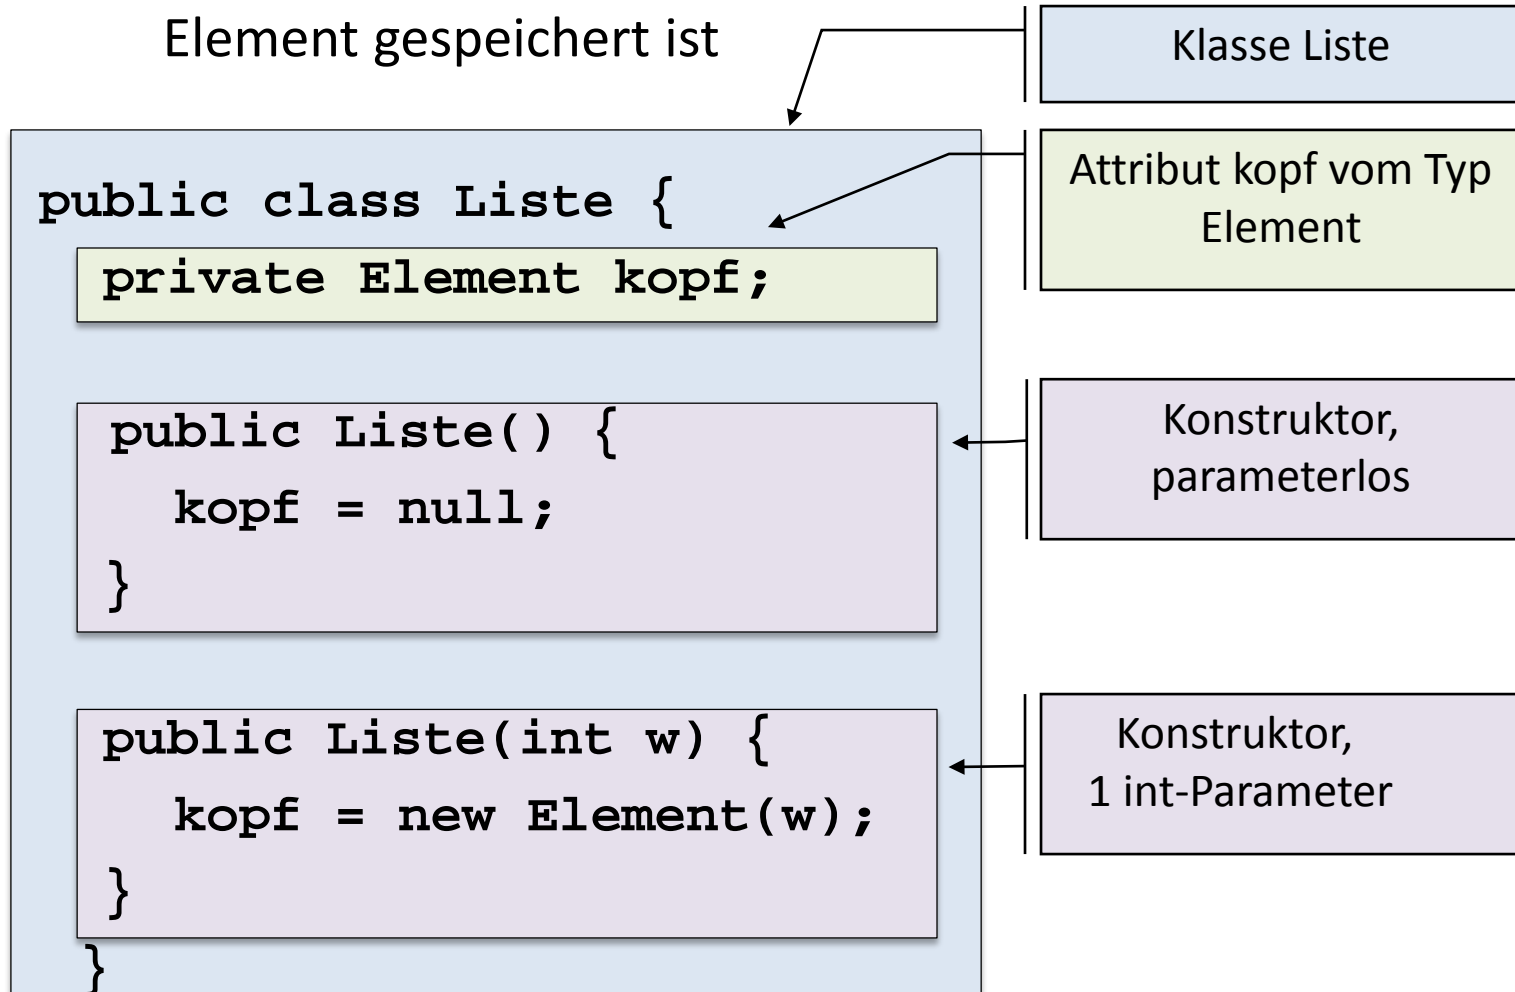 Element gespeichert ist
Klasse Liste
public class Liste {
Attribut kopf vom Typ
Element
private Element kopf;
public Liste() {
kopf = null;
}
Konstruktor,
parameterlos
public Liste(int w) {
kopf = new Element(w);
}
}
Konstruktor,
1 int-Parameter